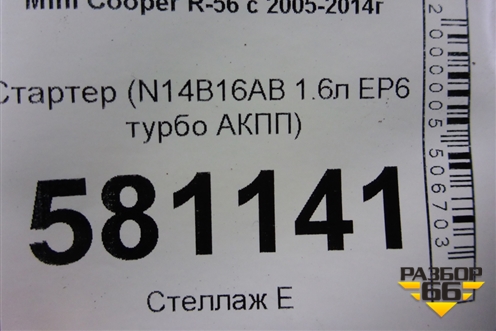 Mini Cooper R-56 с 2005-2014г
Стартер (N14B16AB 1.6л EP6
турбо АКПП)
581141
Стеллаж Е
2000005506703
РАЗБОР
66